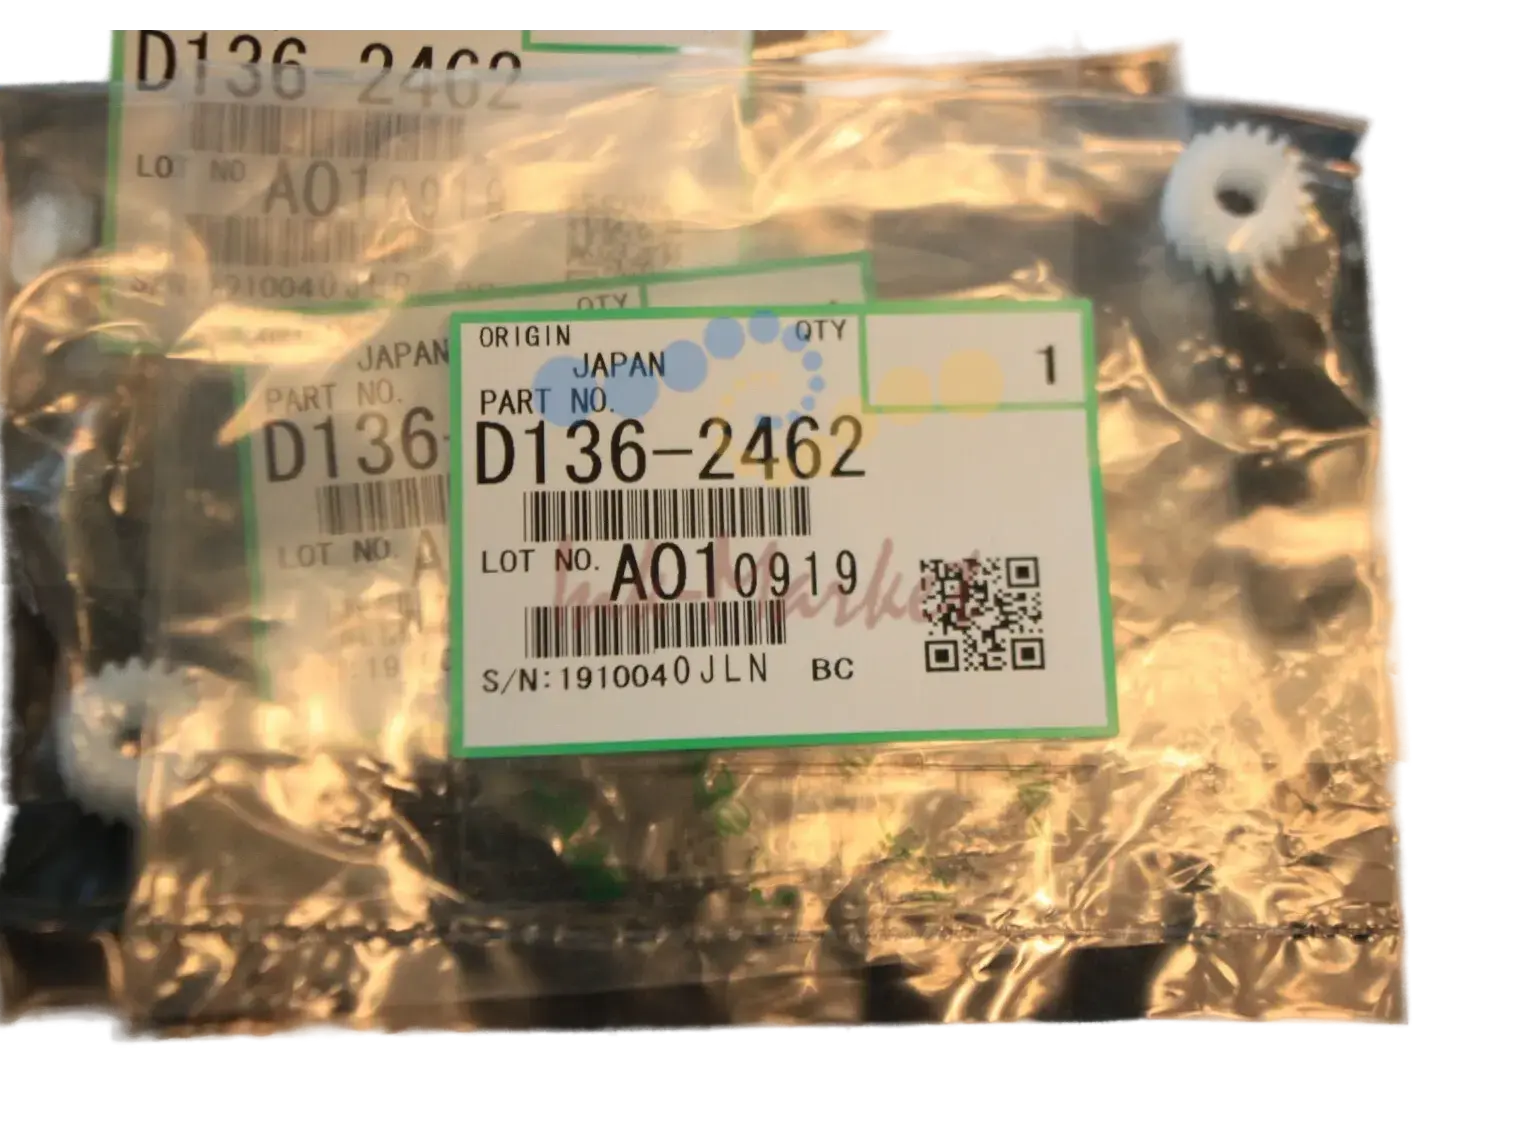 D136-2462
LOT NO A010919
QTY
JAPAN
PART NO.
D136-
LOT NO. A
ORIGIN QTY
JAPAN 1
PART NO.
D136-2462
LOT NO. A010919
S/N:1910040JLN BC